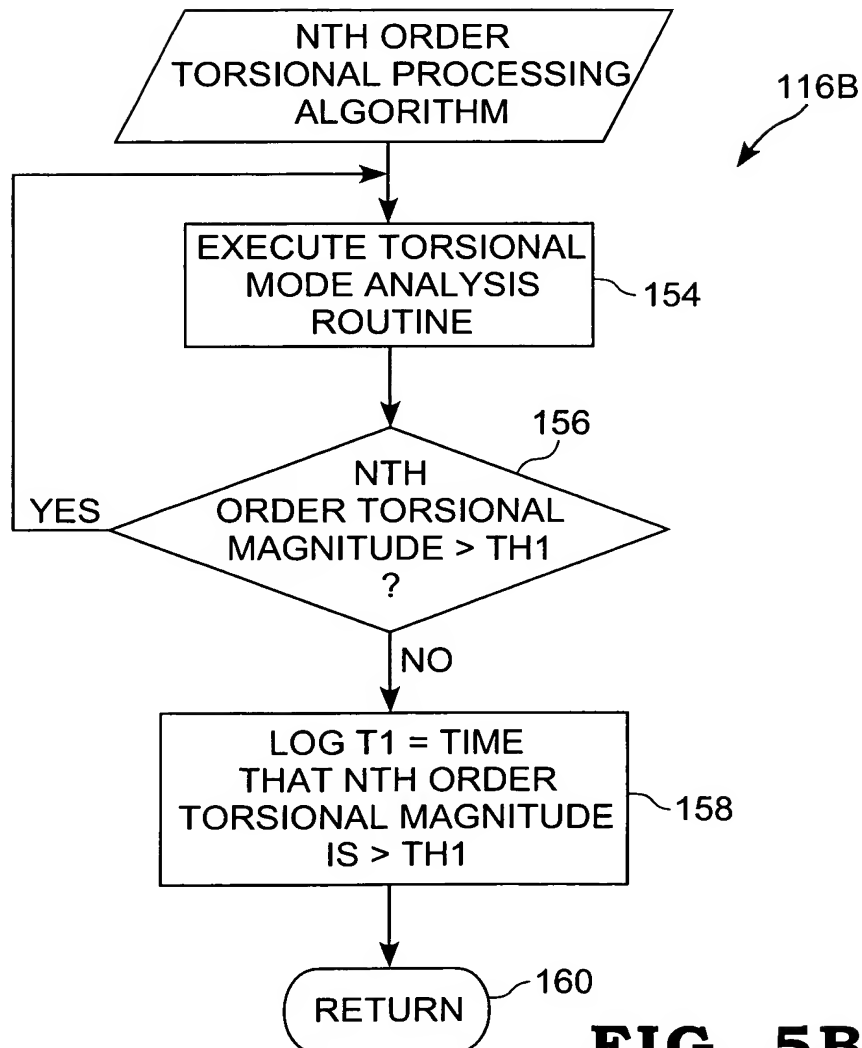 NTH ORDER
TORSIONAL PROCESSING
ALGORITHM
116B
EXECUTE TORSIONAL
MODE ANALYSIS
ROUTINE
154
156
NTH
ORDER TORSIONAL
MAGNITUDE > TH1
?
YES
NO
LOG T1 = TIME
THAT NTH ORDER
TORSIONAL MAGNITUDE
IS > TH1
158
RETURN
160
FIG. 5B